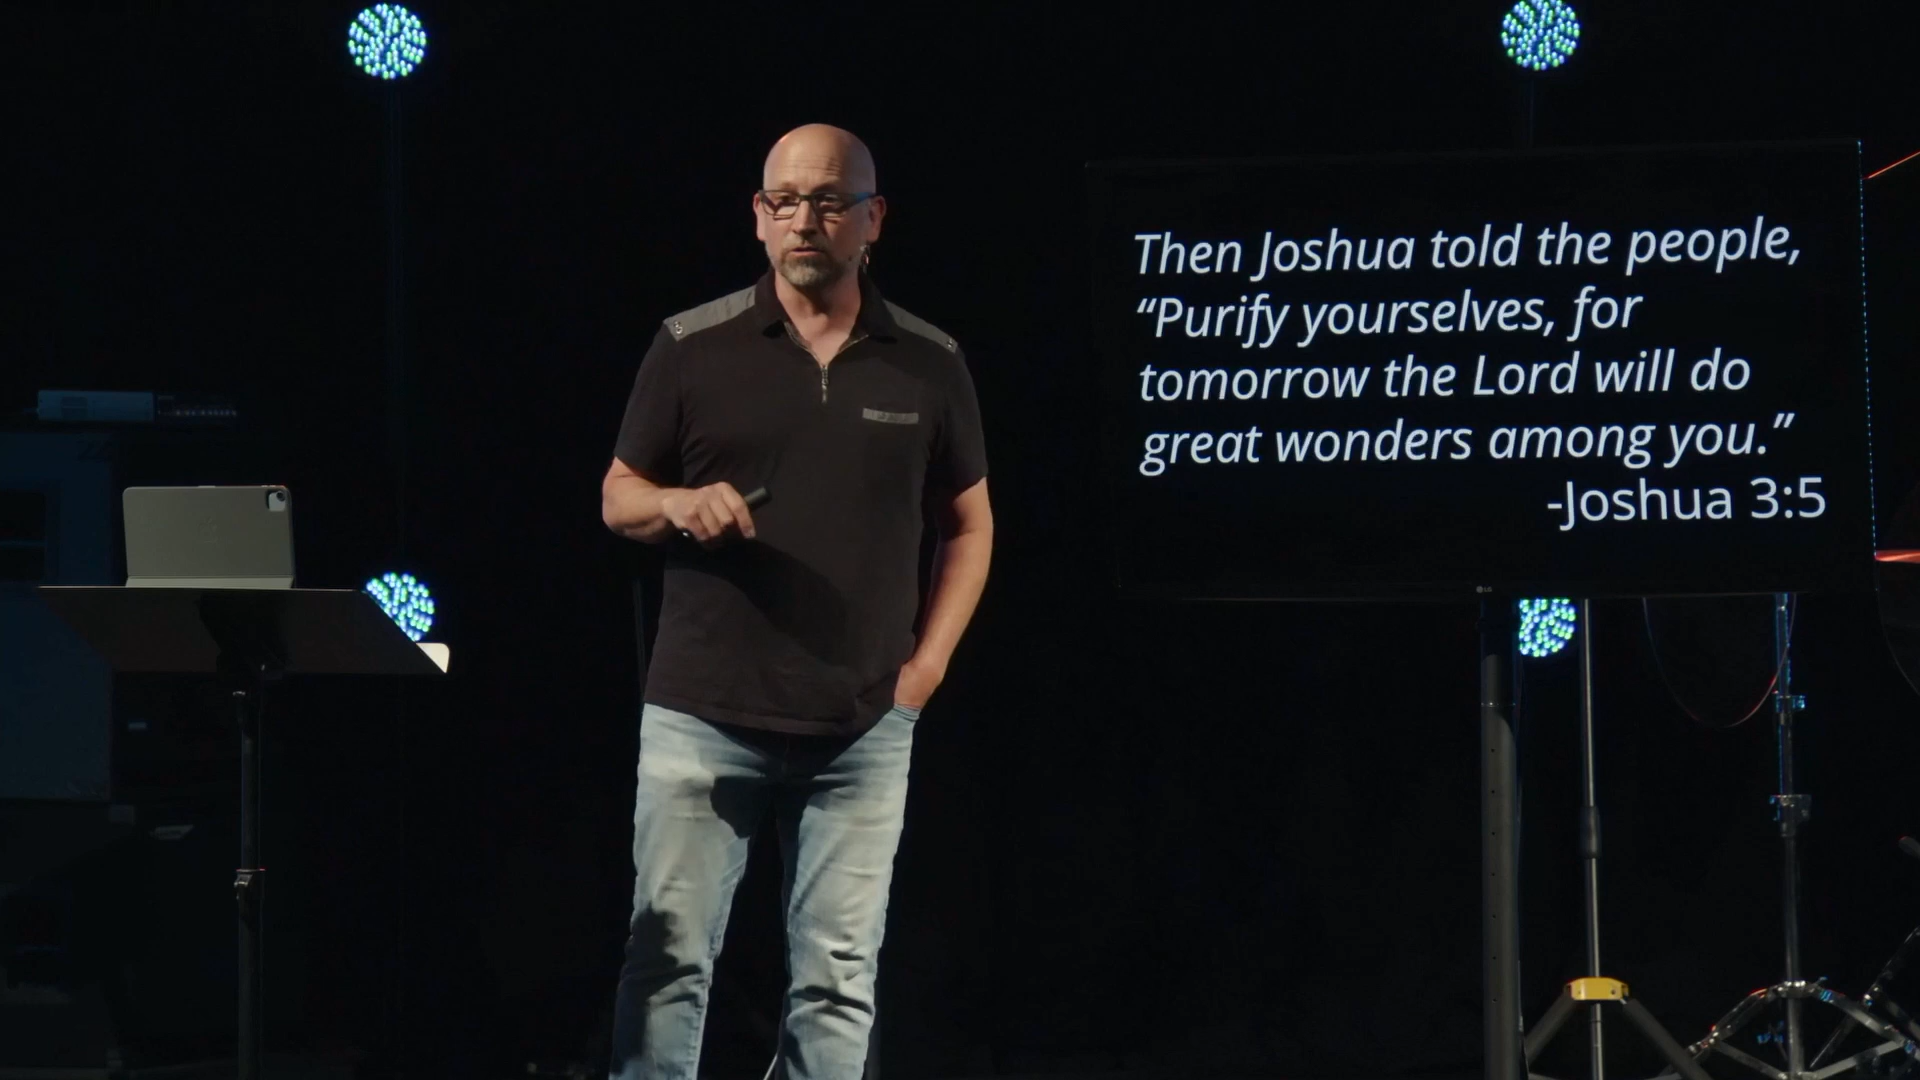 Then Joshua told the people,
“Purify yourselves, for
tomorrow the Lord will do
great wonders among you.”
-Joshua 3:5
LG